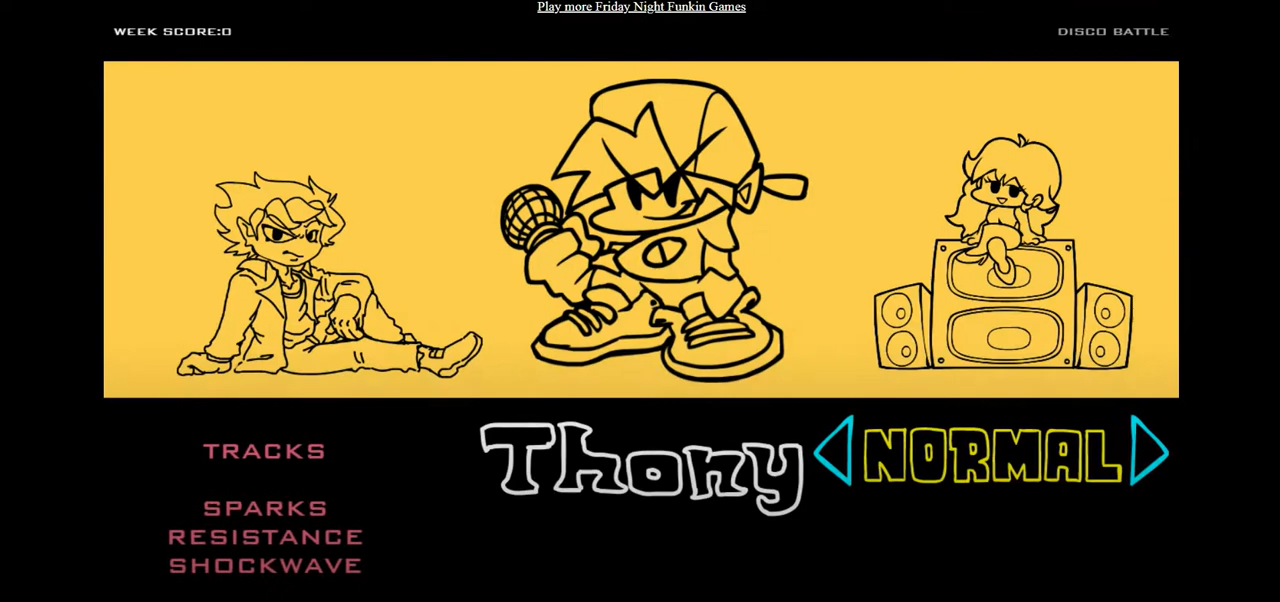 Play more Friday Night Funkin Games
WEEK SCORE:0
DISCO BATTLE
Thony
NORMAL
TRACKS
SPARKS
RESISTANCE
SHOCKWAVE